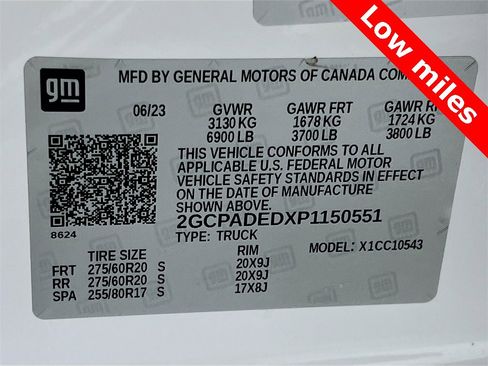 Low miles
gm
MFD BY GENERAL MOTORS OF CANADA
06/23 GVWR GAWR FRT GAWR
3130 KG 1678 KG 1724 KG
6900 LB 3700 LB 3800 LB
THIS VEHICLE CONFORMS TO ALL
APPLICABLE U.S. FEDERAL MOTOR
VEHICLE SAFETY STANDARDS IN EFFECT
ON THE DATE OF MANUFACTURE
SHOWN ABOVE.
2GCPADEDXP1150551
8624
TYPE: TRUCK MODEL: X1CC10543
TIRE SIZE RIM
FRT 275/60R20 S 20X9J
RR 275/60R20 S 20X9J
SPA 255/80R17 S 17X8J